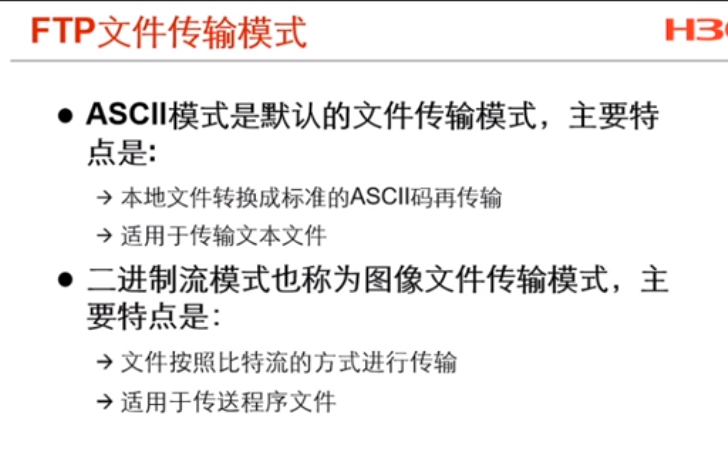 FTP文件传输模式
H3
● ASCII模式是默认的文件传输模式，主要特
点是:
→ 本地文件转换成标准的ASCII码再传输
→ 适用于传输文本文件
● 二进制流模式也称为图像文件传输模式，主
要特点是：
→ 文件按照比特流的方式进行传输
→ 适用于传送程序文件